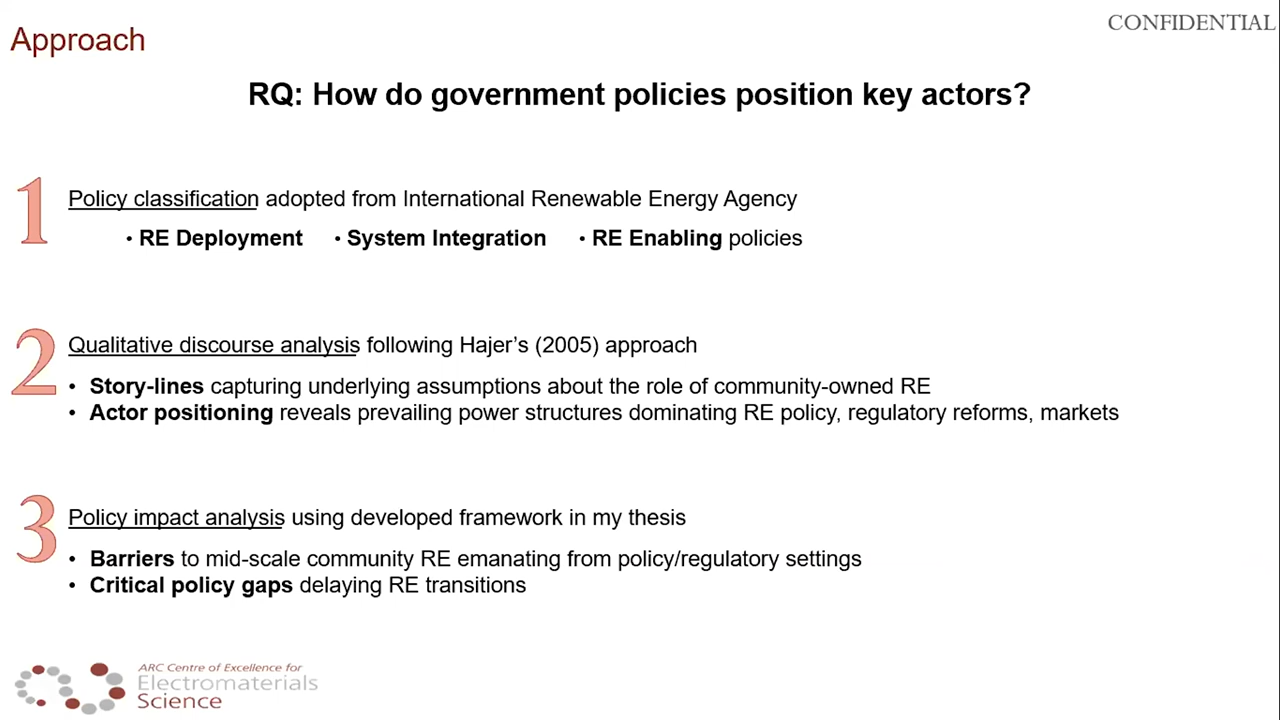 CONFIDENTIAL
Approach
RQ: How do government policies position key actors?
1 Policy classification adopted from International Renewable Energy Agency
• RE Deployment • System Integration • RE Enabling policies
2 Qualitative discourse analysis following Hajer’s (2005) approach
• Story-lines capturing underlying assumptions about the role of community-owned RE
• Actor positioning reveals prevailing power structures dominating RE policy, regulatory reforms, markets
3 Policy impact analysis using developed framework in my thesis
• Barriers to mid-scale community RE emanating from policy/regulatory settings
• Critical policy gaps delaying RE transitions
ARC Centre of Excellence for
Electromaterials
Science